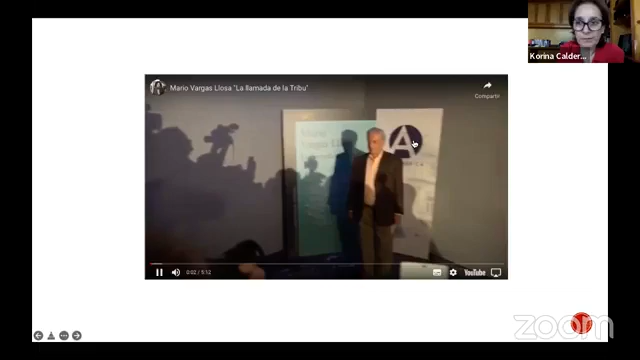 Korina Calder...
Mario Vargas Llosa "La llamada de la Tribu"
Compartir
A
0:02 / 5:12
YouTube
zoom